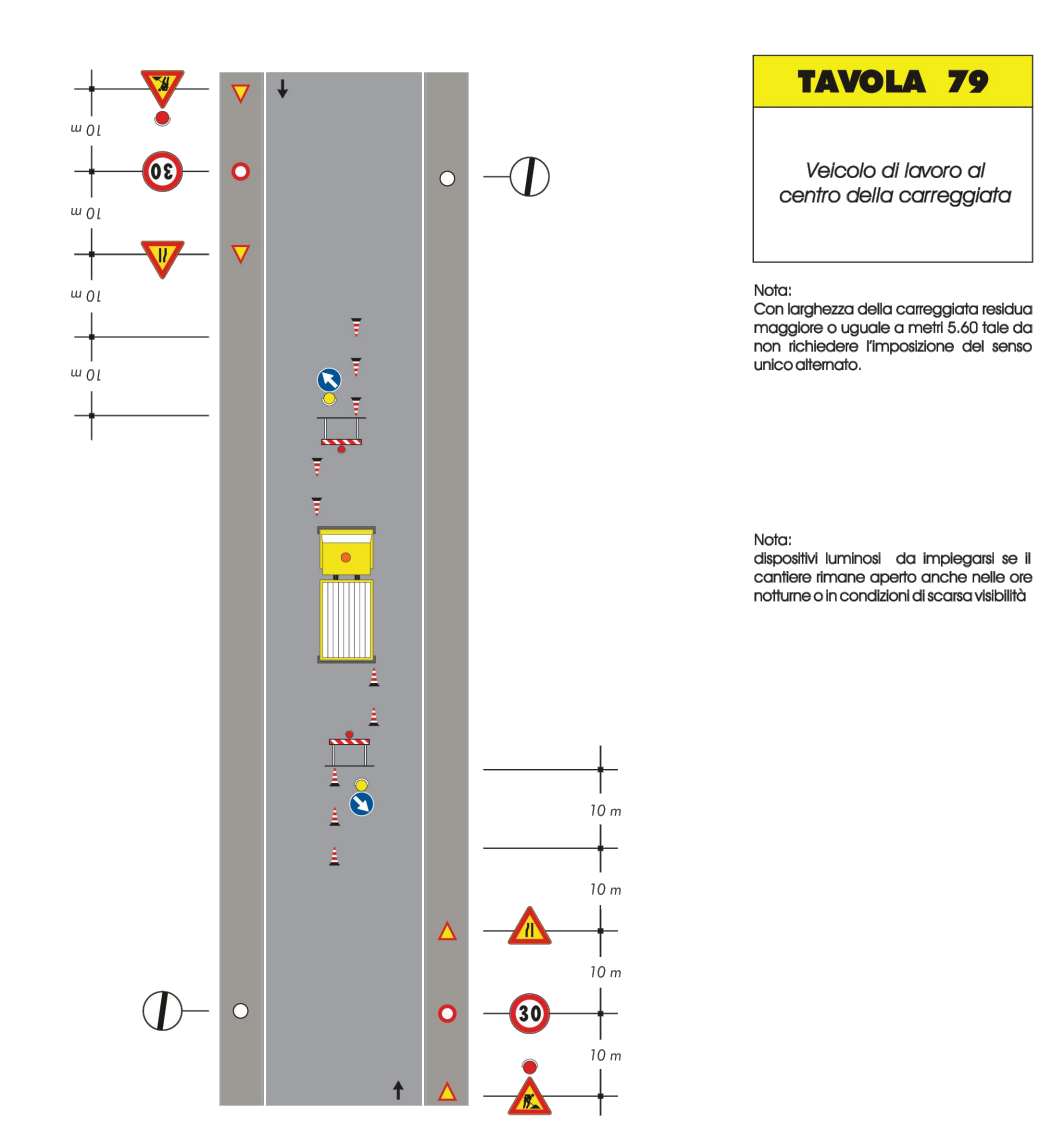 TAVOLA 79
Veicolo di lavoro al
centro della carreggiata
Nota:
Con larghezza della carreggiata residua
maggiore o uguale a metri 5.60 tale da
non richiedere l'imposizione del senso
unico alternato.
Nota:
dispositivi luminosi da impiegarsi se il
cantiere rimane aperto anche nelle ore
notturne o in condizioni di scarsa visibilità
10 m
30
10 m
10 m
10 m
10 m
10 m
10 m
30
10 m